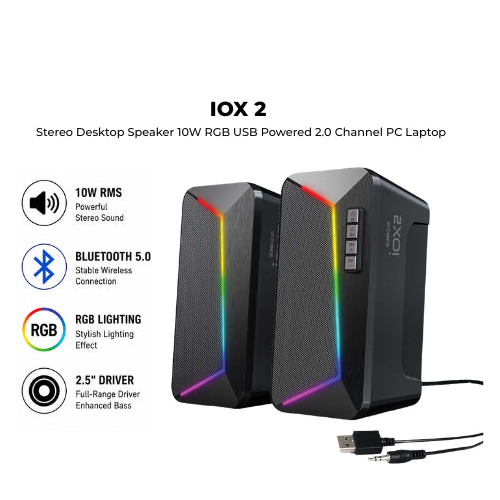 IOX 2
Stereo Desktop Speaker 10W RGB USB Powered 2.0 Channel PC Laptop
10W RMS
Powerful
Stereo Sound
BLUETOOTH 5.0
Stable Wireless
Connection
RGB
RGB LIGHTING
Stylish Lighting
Effect
2.5" DRIVER
Full-Range Driver
Enhanced Bass
iOX2